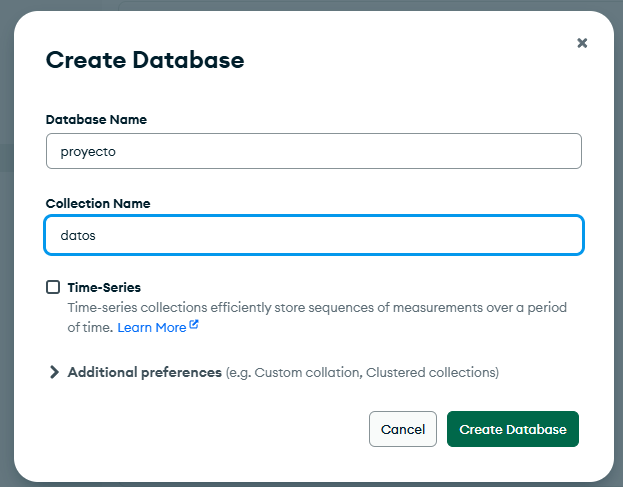 Create Database
Database Name
proyecto
Collection Name
datos
Time-Series
Time-series collections efficiently store sequences of measurements over a period
of time. Learn More
Additional preferences (e.g. Custom collation, Clustered collections)
Cancel
Create Database